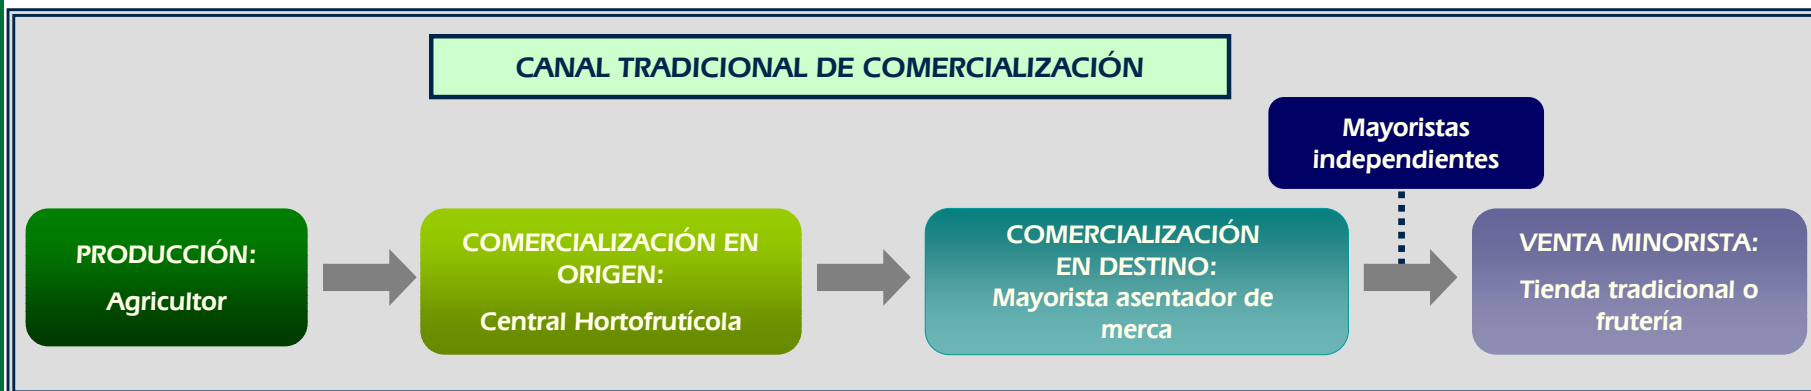 CANAL TRADICIONAL DE COMERCIALIZACIÓN
Mayoristas
independientes
PRODUCCIÓN:
Agricultor
COMERCIALIZACIÓN EN
ORIGEN:
Central Hortofrutícola
COMERCIALIZACIÓN
EN DESTINO:
Mayorista asentador de
merca
VENTA MINORISTA:
Tienda tradicional o
frutería